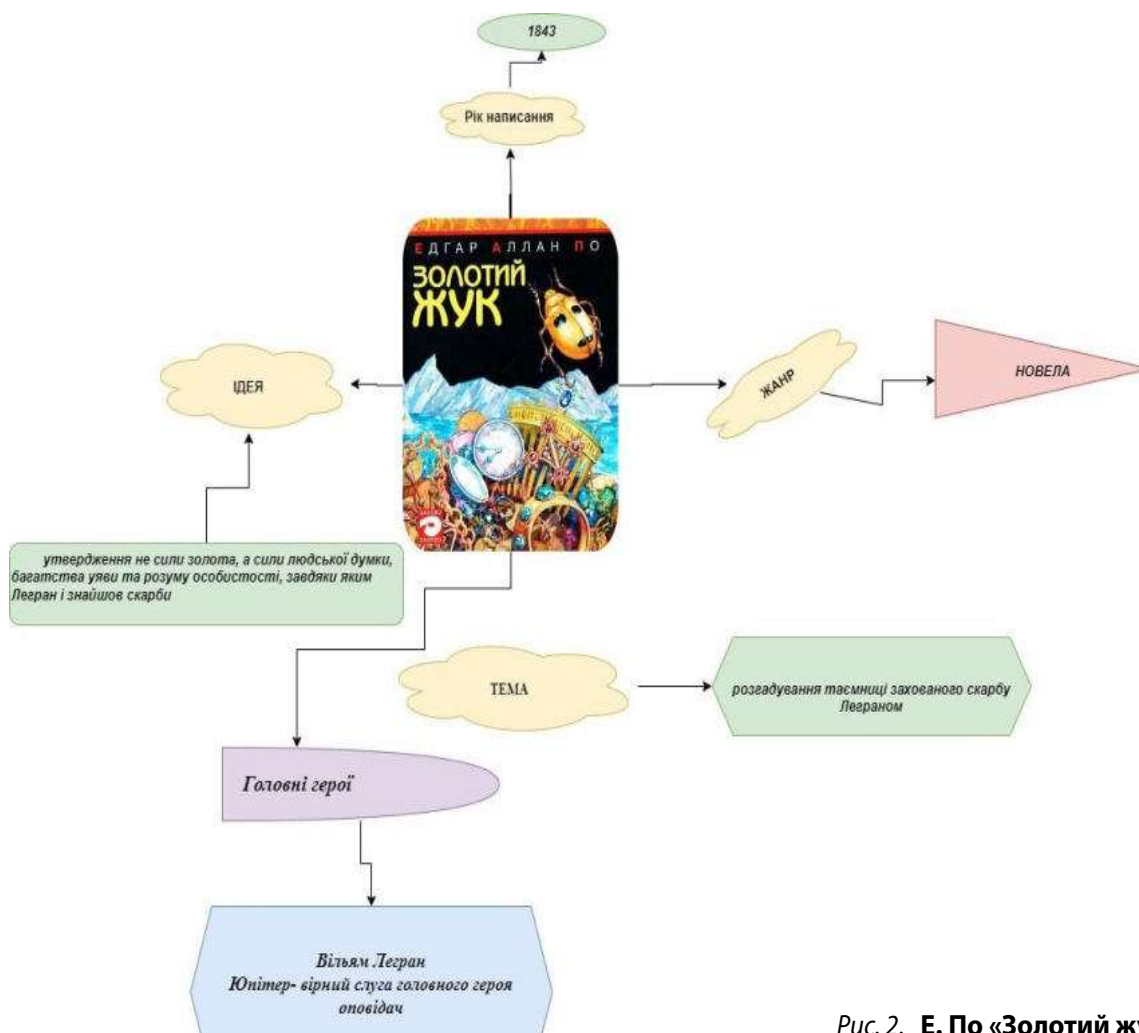 1843
Рік написання
ЕДГАР АЛЛАН ПО
ЗОЛОТИЙ
ЖУК
ІДЕЯ
ЖАНР
НОВЕЛА
утвердження не сили золота, а сили людської думки,
багатства уяви та розуму особистості, завдяки яким
Легран і знайшов скарби
ТЕМА
розгадування таємниці захованого скарбу
Леграном
Головні герої
Вільям Легран
Юпітер- вірний слуга головного героя
оповідач
Рис. 2. Е. По «Золотий жу